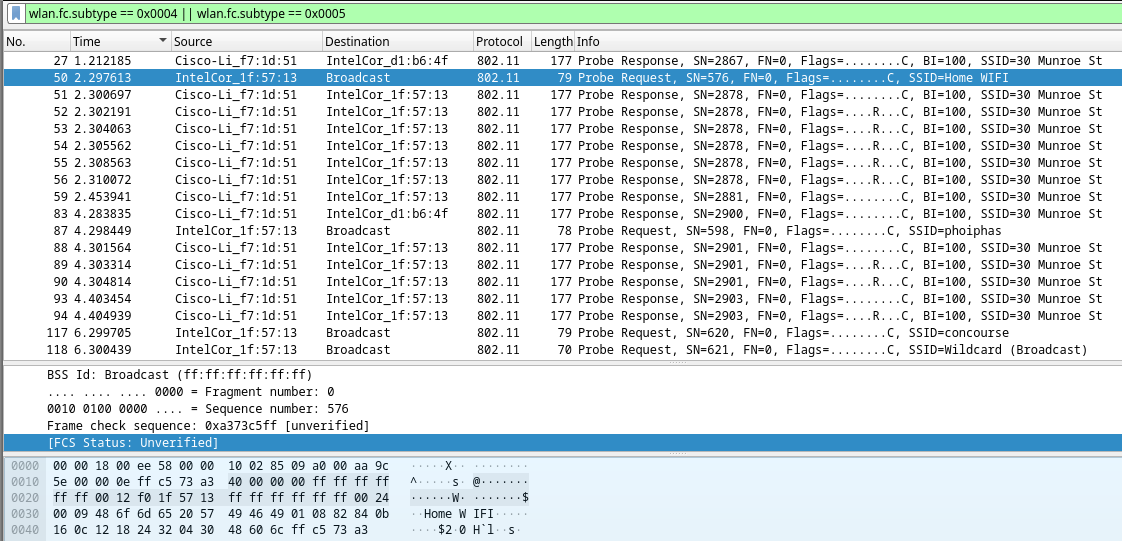 wlan.fc.subtype == 0x0004 || wlan.fc.subtype == 0x0005
No. Time Source Destination Protocol Length Info
27 1.212185 Cisco-Li_f7:1d:51 IntelCor_d1:b6:4f 802.11 177 Probe Response, SN=2867, FN=0, Flags=........C, BI=100, SSID=30 Munroe St
50 2.297613 IntelCor_1f:57:13 Broadcast 802.11 79 Probe Request, SN=576, FN=0, Flags=........C, SSID=Home WIFI
51 2.300697 Cisco-Li_f7:1d:51 IntelCor_1f:57:13 802.11 177 Probe Response, SN=2878, FN=0, Flags=........C, BI=100, SSID=30 Munroe St
52 2.302191 Cisco-Li_f7:1d:51 IntelCor_1f:57:13 802.11 177 Probe Response, SN=2878, FN=0, Flags=....R...C, BI=100, SSID=30 Munroe St
53 2.304063 Cisco-Li_f7:1d:51 IntelCor_1f:57:13 802.11 177 Probe Response, SN=2878, FN=0, Flags=....R...C, BI=100, SSID=30 Munroe St
54 2.305562 Cisco-Li_f7:1d:51 IntelCor_1f:57:13 802.11 177 Probe Response, SN=2878, FN=0, Flags=....R...C, BI=100, SSID=30 Munroe St
55 2.308563 Cisco-Li_f7:1d:51 IntelCor_1f:57:13 802.11 177 Probe Response, SN=2878, FN=0, Flags=....R...C, BI=100, SSID=30 Munroe St
56 2.310072 Cisco-Li_f7:1d:51 IntelCor_1f:57:13 802.11 177 Probe Response, SN=2878, FN=0, Flags=....R...C, BI=100, SSID=30 Munroe St
59 2.453941 Cisco-Li_f7:1d:51 IntelCor_1f:57:13 802.11 177 Probe Response, SN=2881, FN=0, Flags=........C, BI=100, SSID=30 Munroe St
83 4.283835 Cisco-Li_f7:1d:51 IntelCor_d1:b6:4f 802.11 177 Probe Response, SN=2900, FN=0, Flags=........C, BI=100, SSID=30 Munroe St
87 4.298449 IntelCor_1f:57:13 Broadcast 802.11 78 Probe Request, SN=598, FN=0, Flags=........C, SSID=phoiphas
88 4.301564 Cisco-Li_f7:1d:51 IntelCor_1f:57:13 802.11 177 Probe Response, SN=2901, FN=0, Flags=........C, BI=100, SSID=30 Munroe St
89 4.303314 Cisco-Li_f7:1d:51 IntelCor_1f:57:13 802.11 177 Probe Response, SN=2901, FN=0, Flags=....R...C, BI=100, SSID=30 Munroe St
90 4.304814 Cisco-Li_f7:1d:51 IntelCor_1f:57:13 802.11 177 Probe Response, SN=2901, FN=0, Flags=....R...C, BI=100, SSID=30 Munroe St
93 4.403454 Cisco-Li_f7:1d:51 IntelCor_1f:57:13 802.11 177 Probe Response, SN=2903, FN=0, Flags=........C, BI=100, SSID=30 Munroe St
94 4.404939 Cisco-Li_f7:1d:51 IntelCor_1f:57:13 802.11 177 Probe Response, SN=2903, FN=0, Flags=....R...C, BI=100, SSID=30 Munroe St
117 6.299705 IntelCor_1f:57:13 Broadcast 802.11 79 Probe Request, SN=620, FN=0, Flags=........C, SSID=concourse
118 6.300439 IntelCor_1f:57:13 Broadcast 802.11 70 Probe Request, SN=621, FN=0, Flags=........C, SSID=Wildcard (Broadcast)
BSS Id: Broadcast (ff:ff:ff:ff:ff:ff)
.... .... .... 0000 = Fragment number: 0
0010 0100 0000 .... = Sequence number: 576
Frame check sequence: 0xa373c5ff [unverified]
[FCS Status: Unverified]
0000 00 00 18 00 ee 58 00 00 10 02 85 09 a0 00 aa 9c ·····X·· ········
0010 5e 00 00 0e ff c5 73 a3 40 00 00 00 ff ff ff ff ^·····s· @·······
0020 ff ff 00 12 f0 1f 57 13 ff ff ff ff ff ff 00 24 ······W· ·······$
0030 00 09 48 6f 6d 65 20 57 49 46 49 01 08 82 84 0b ··Home W IFI·····
0040 16 0c 12 18 24 32 04 30 48 60 6c ff c5 73 a3 ····$2·0 H`l··s·